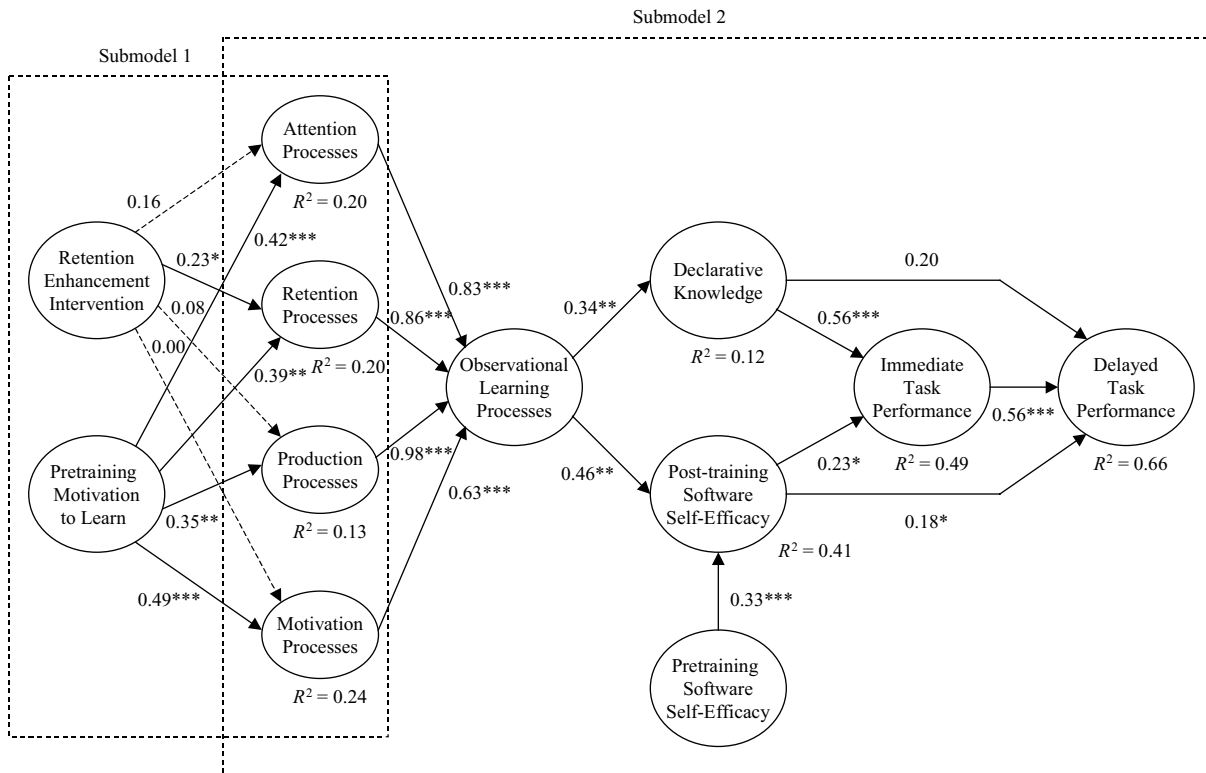 Submodel 2
Submodel 1
Attention
Processes
R² = 0.20
0.16
0.42***
Retention
Enhancement
Intervention
0.23*
0.08
0.00
Retention
Processes
R² = 0.20
0.39**
0.83***
0.86***
Observational
Learning
Processes
0.98***
0.63***
Pretraining
Motivation
to Learn
0.35**
0.49***
Production
Processes
R² = 0.13
Motivation
Processes
R² = 0.24
0.34**
0.46**
Declarative
Knowledge
R² = 0.12
0.20
0.56***
Immediate
Task
Performance
R² = 0.49
0.56***
Delayed
Task
Performance
R² = 0.66
Post-training
Software
Self-Efficacy
R² = 0.41
0.23*
0.18*
0.33***
Pretraining
Software
Self-Efficacy